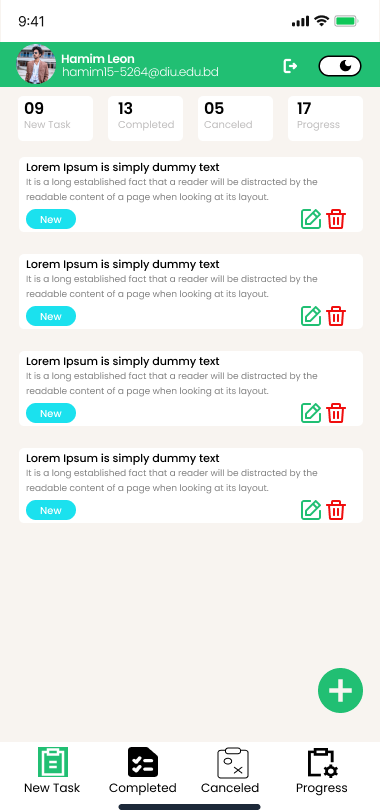 9:41
Hamim Leon
hamim15-5264@diu.edu.bd
09 13 05 17
New Task Completed Canceled Progress
Lorem Ipsum is simply dummy text
It is a long established fact that a reader will be distracted by the
readable content of a page when looking at its layout.
New
Lorem Ipsum is simply dummy text
It is a long established fact that a reader will be distracted by the
readable content of a page when looking at its layout.
New
Lorem Ipsum is simply dummy text
It is a long established fact that a reader will be distracted by the
readable content of a page when looking at its layout.
New
Lorem Ipsum is simply dummy text
It is a long established fact that a reader will be distracted by the
readable content of a page when looking at its layout.
New
New Task Completed Canceled Progress